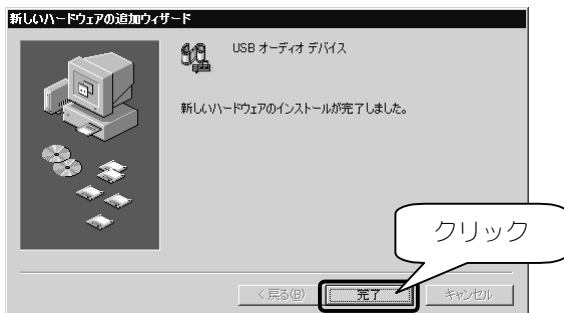 新しいハードウェアの追加ウィザード
USB オーディオ デバイス
新しいハードウェアのインストールが完了しました。
クリック
< 戻る(B)
完了
キャンセル